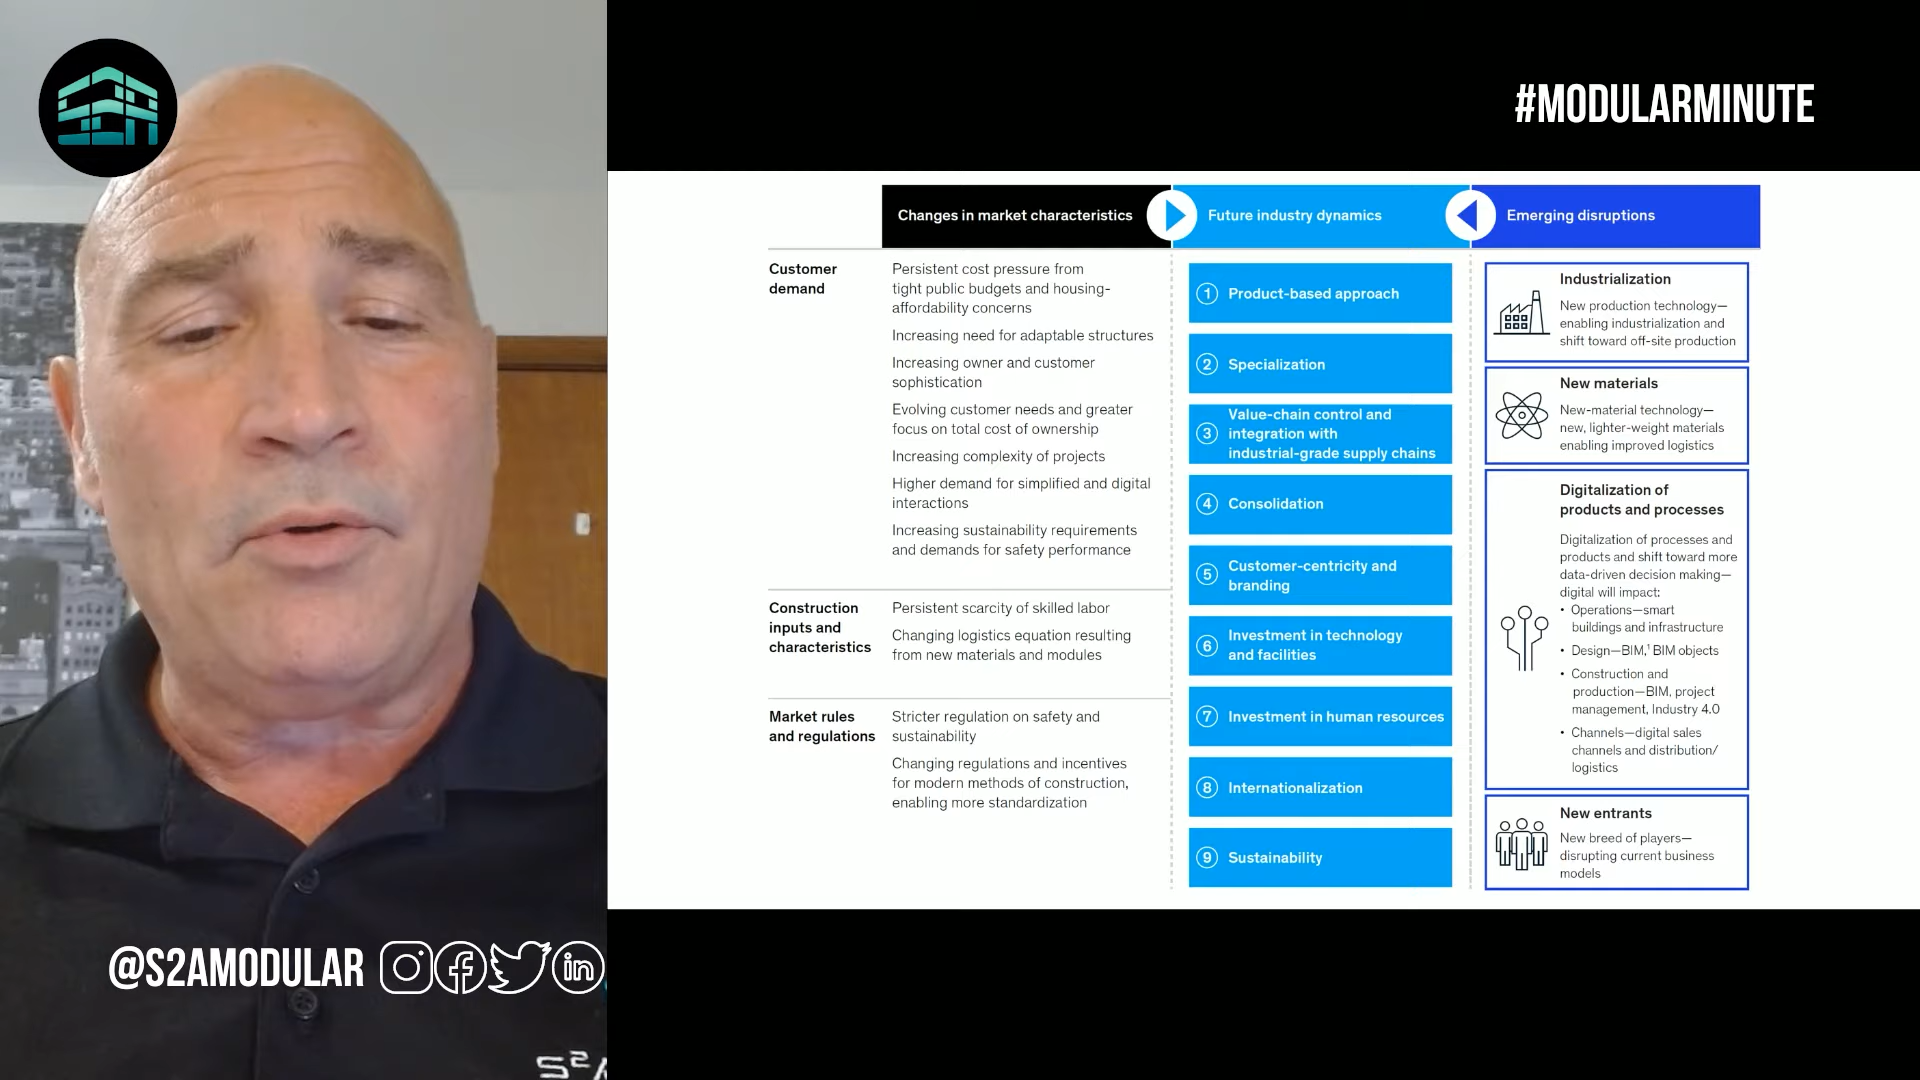 #MODULARMINUTE
Changes in market characteristics
Future industry dynamics
Emerging disruptions
Customer
demand
Persistent cost pressure from
tight public budgets and housing-
affordability concerns
Increasing need for adaptable structures
Increasing owner and customer
sophistication
Evolving customer needs and greater
focus on total cost of ownership
Increasing complexity of projects
Higher demand for simplified and digital
interactions
Increasing sustainability requirements
and demands for safety performance
Construction
inputs and
characteristics
Persistent scarcity of skilled labor
Changing logistics equation resulting
from new materials and modules
Market rules
and regulations
Stricter regulation on safety and
sustainability
Changing regulations and incentives
for modern methods of construction,
enabling more standardization
1 Product-based approach
2 Specialization
3 Value-chain control and
integration with
industrial-grade supply chains
4 Consolidation
5 Customer-centricity and
branding
6 Investment in technology
and facilities
7 Investment in human resources
8 Internationalization
9 Sustainability
Industrialization
New production technology—
enabling industrialization and
shift toward off-site production
New materials
New-material technology—
new, lighter-weight materials
enabling improved logistics
Digitalization of
products and processes
Digitalization of processes and
products and shift toward more
data-driven decision making—
digital will impact:
• Operations—smart
buildings and infrastructure
• Design—BIM,¹ BIM objects
• Construction and
production—BIM, project
management, Industry 4.0
• Channels—digital sales
channels and distribution/
logistics
New entrants
New breed of players—
disrupting current business
models
@S2AMODULAR
in
S²A